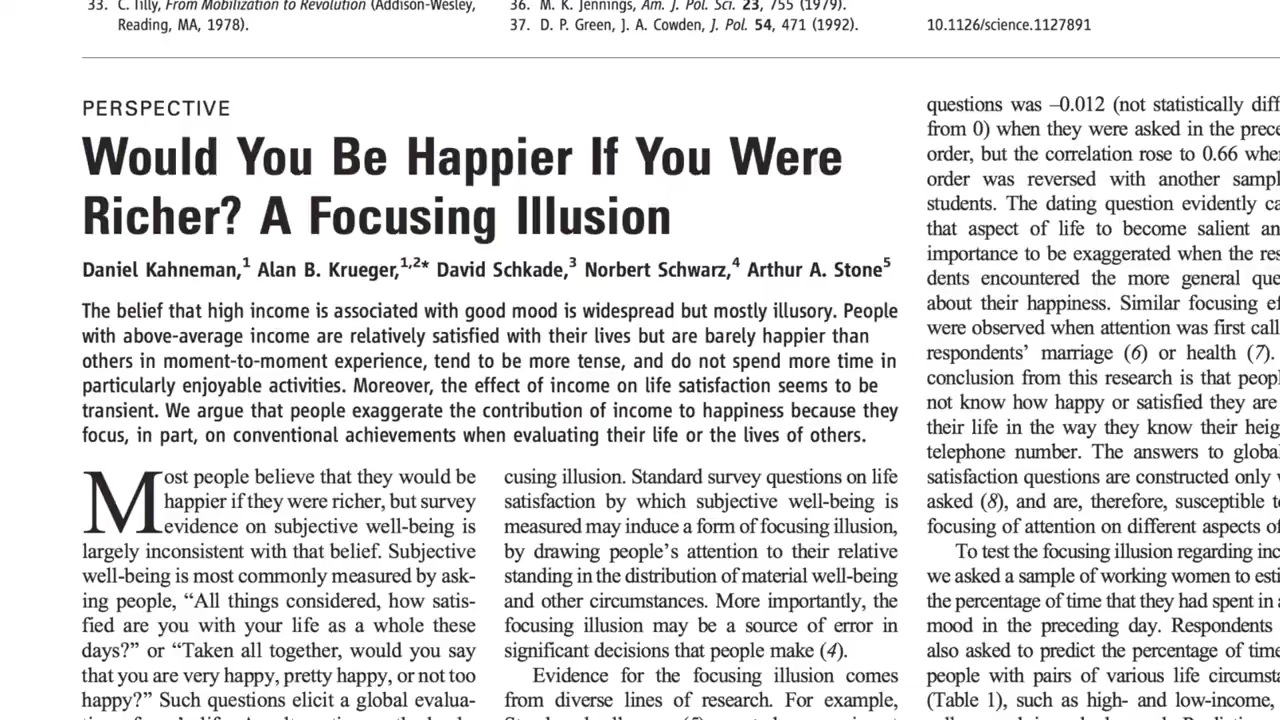 33. C. Tilly, From Mobilization to Revolution (Addison-Wesley,
Reading, MA, 1978).
36. M. K. Jennings, Am. J. Pol. Sci. 23, 755 (1979).
37. D. P. Green, J. A. Cowden, J. Pol. 54, 471 (1992).
10.1126/science.1127891
PERSPECTIVE
Would You Be Happier If You Were
Richer? A Focusing Illusion
Daniel Kahneman,1 Alan B. Krueger,1,2* David Schkade,3 Norbert Schwarz,4 Arthur A. Stone5
The belief that high income is associated with good mood is widespread but mostly illusory. People
with above-average income are relatively satisfied with their lives but are barely happier than
others in moment-to-moment experience, tend to be more tense, and do not spend more time in
particularly enjoyable activities. Moreover, the effect of income on life satisfaction seems to be
transient. We argue that people exaggerate the contribution of income to happiness because they
focus, in part, on conventional achievements when evaluating their life or the lives of others.
Most people believe that they would be
happier if they were richer, but survey
evidence on subjective well-being is
largely inconsistent with that belief. Subjective
well-being is most commonly measured by ask-
ing people, “All things considered, how satis-
fied are you with your life as a whole these
days?” or “Taken all together, would you say
that you are very happy, pretty happy, or not too
happy?” Such questions elicit a global evalua-
cusing illusion. Standard survey questions on life
satisfaction by which subjective well-being is
measured may induce a form of focusing illusion,
by drawing people’s attention to their relative
standing in the distribution of material well-being
and other circumstances. More importantly, the
focusing illusion may be a source of error in
significant decisions that people make (4).
Evidence for the focusing illusion comes
from diverse lines of research. For example,
questions was –0.012 (not statistically diff
from 0) when they were asked in the prece
order, but the correlation rose to 0.66 whe
order was reversed with another sampl
students. The dating question evidently ca
that aspect of life to become salient an
importance to be exaggerated when the res
dents encountered the more general que
about their happiness. Similar focusing ef
were observed when attention was first call
respondents’ marriage (6) or health (7).
conclusion from this research is that peopl
not know how happy or satisfied they are
their life in the way they know their heig
telephone number. The answers to global
satisfaction questions are constructed only
asked (8), and are, therefore, susceptible t
focusing of attention on different aspects o
To test the focusing illusion regarding inc
we asked a sample of working women to esti
the percentage of time that they had spent in a
mood in the preceding day. Respondents
also asked to predict the percentage of time
people with pairs of various life circumsta
(Table 1), such as high- and low-income,